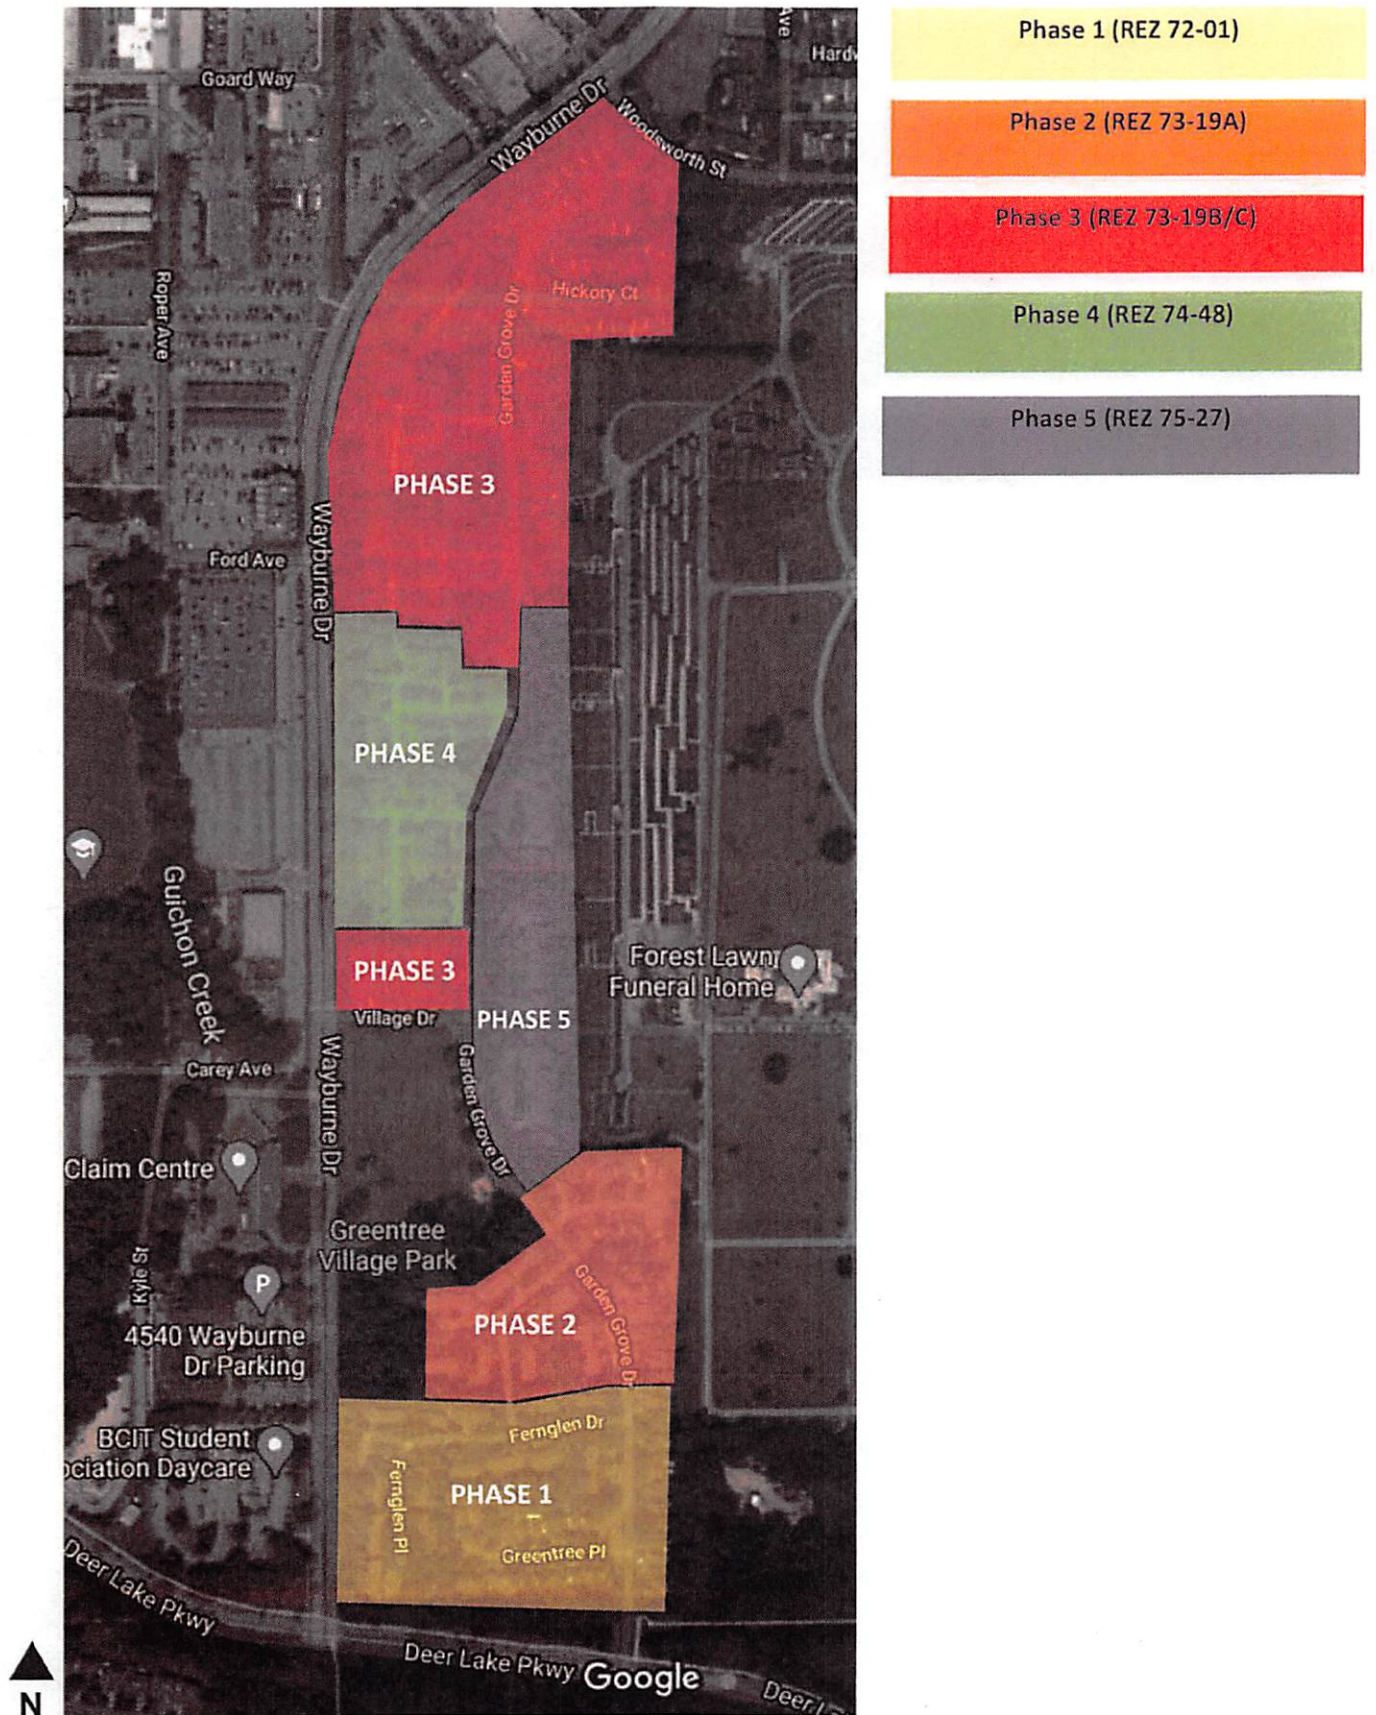 Phase 1 (REZ 72-01)
Phase 2 (REZ 73-19A)
Phase 3 (REZ 73-19B/C)
Phase 4 (REZ 74-48)
Phase 5 (REZ 75-27)
Ave
Goard Way
Wayburne Dr
Woodsworth St
Roper Ave
Hickory Ct
Garden Grove Dr
PHASE 3
Wayburne Dr
Ford Ave
PHASE 4
Guichon Creek
Forest Lawn
Funeral Home
PHASE 3
Village Dr
PHASE 5
Carey Ave
Wayburne Dr
Garden Grove Dr
Claim Centre
Greentree
Village Park
Kyle St
P
4540 Wayburne
Dr Parking
PHASE 2
Garden Grove Dr
Fernglen Dr
BCIT Student
ociation Daycare
Fernglen Pl
PHASE 1
Greentree Pl
Deer Lake Pkwy
Deer Lake Pkwy
Google
Deer L
N